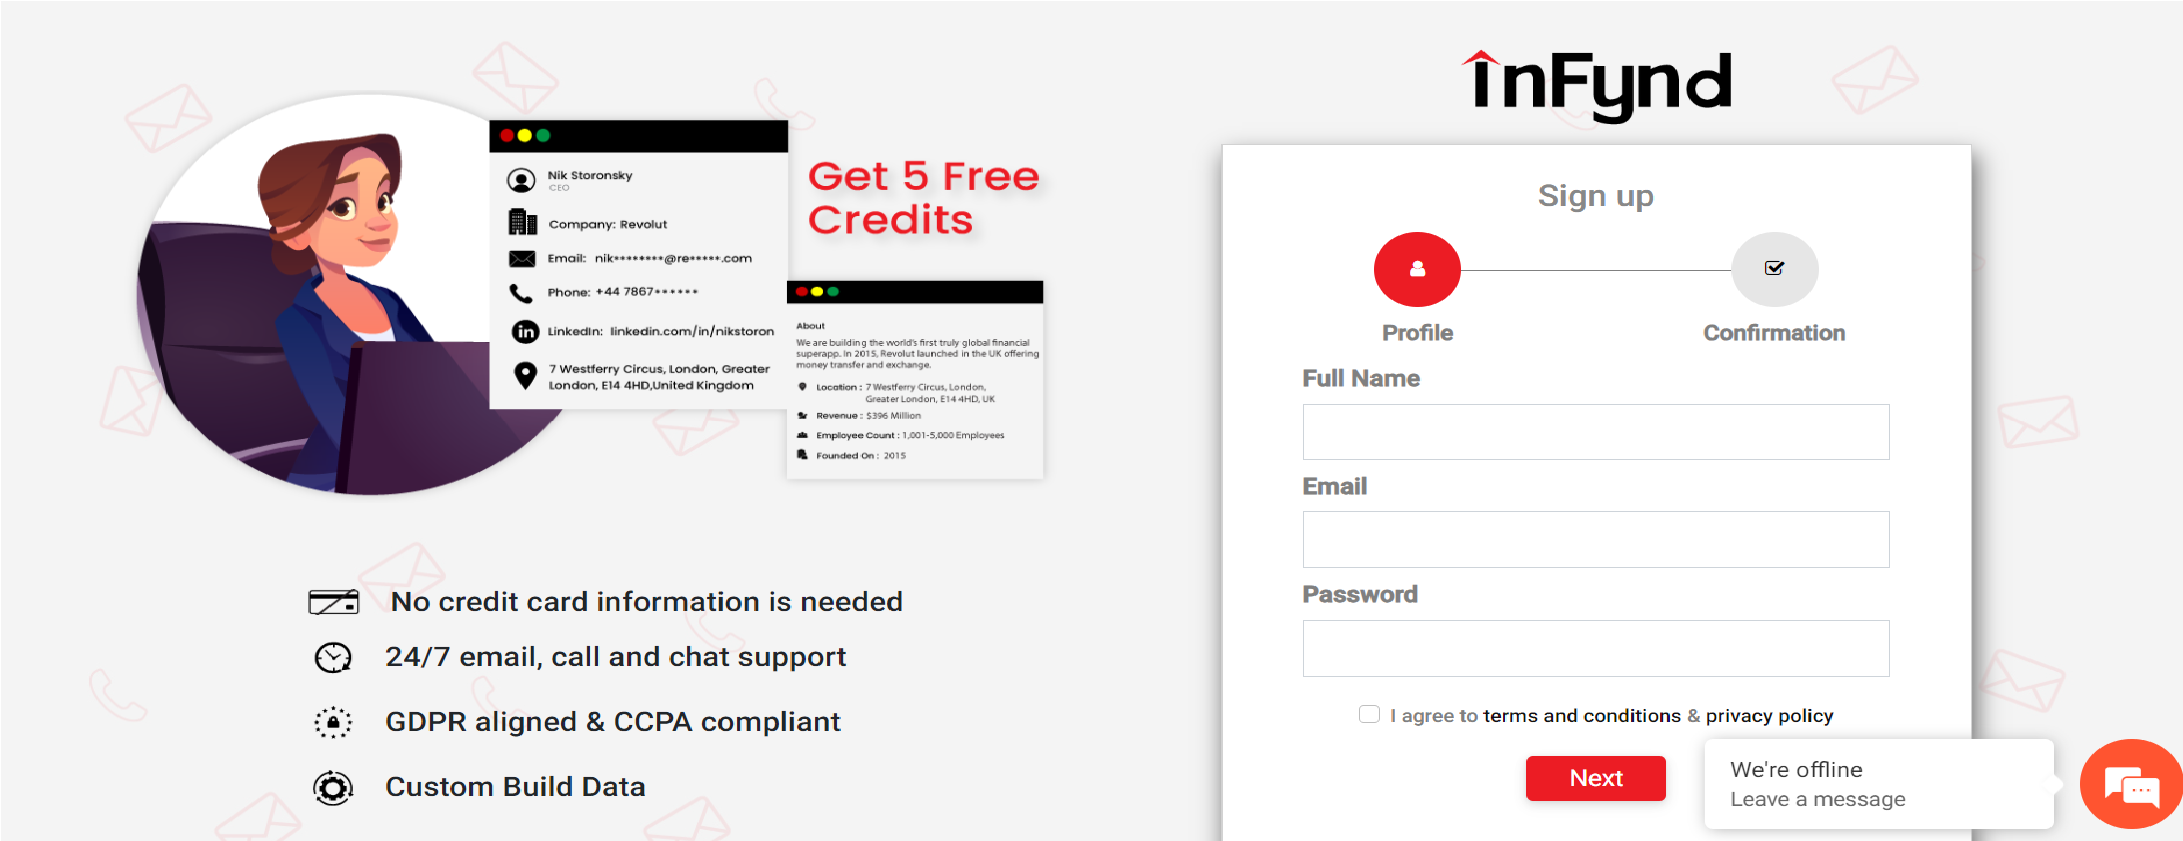 Nik Storonsky
CEO
Company: Revolut
Email: nik********@re*****.com
Phone: +44 7867******
LinkedIn: linkedin.com/in/nikstoron
7 Westferry Circus, London, Greater
London, E14 4HD,United Kingdom
Get 5 Free
Credits
About
We are building the world's first truly global financial
superapp. In 2015, Revolut launched in the UK offering
money transfer and exchange.
Location : 7 Westferry Circus, London,
Greater London, E14 4HD, UK
Revenue : $396 Million
Employee Count : 1,001-5,000 Employees
Founded On : 2015
No credit card information is needed
24/7 email, call and chat support
GDPR aligned & CCPA compliant
Custom Build Data
inFynd
Sign up
Profile
Confirmation
Full Name
Email
Password
I agree to terms and conditions & privacy policy
Next
We're offline
Leave a message